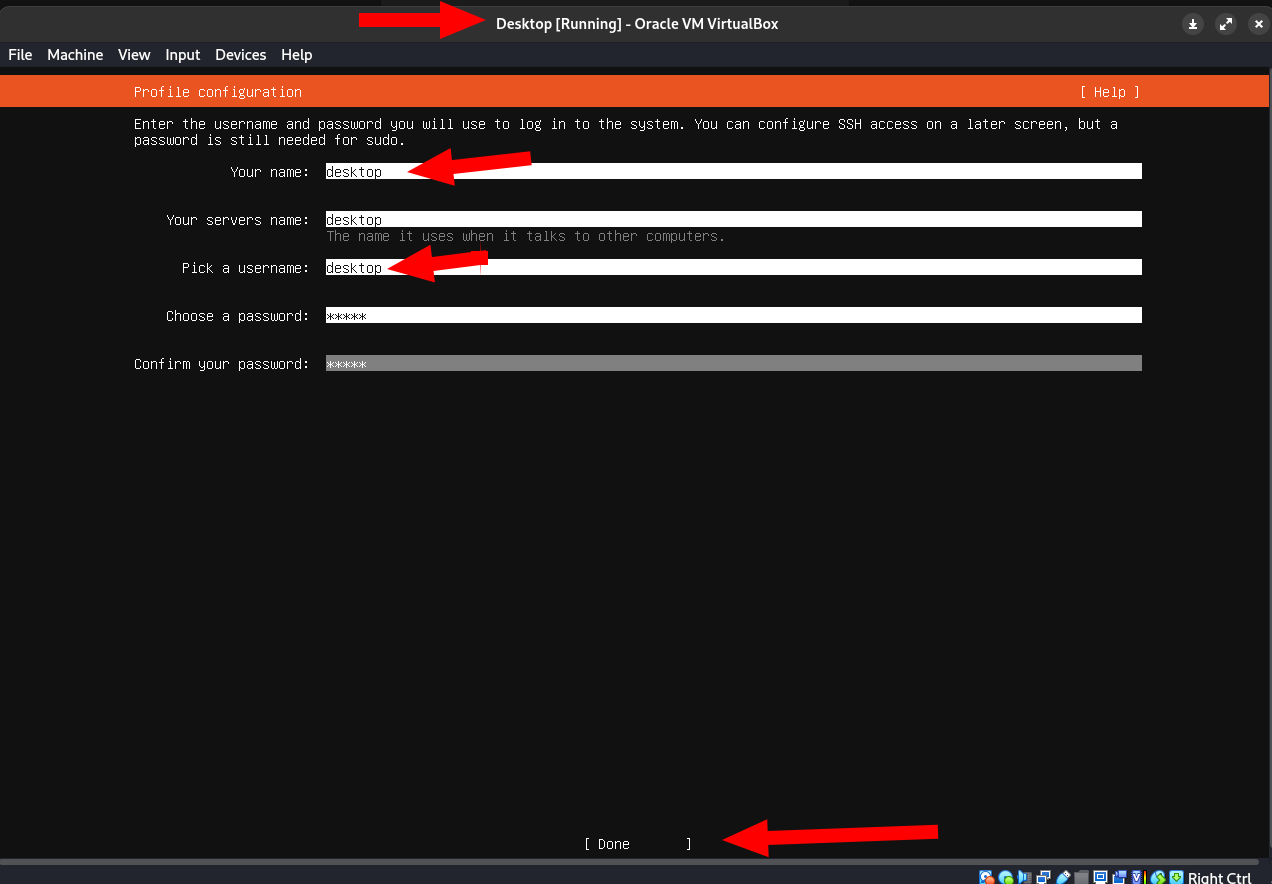 Desktop [Running] - Oracle VM VirtualBox
File Machine View Input Devices Help
Profile configuration [ Help ]
Enter the username and password you will use to log in to the system. You can configure SSH access on a later screen, but a
password is still needed for sudo.
Your name: desktop
Your servers name: desktop
The name it uses when it talks to other computers.
Pick a username: desktop
Choose a password: *****
Confirm your password: *****
[ Done ]
Right Ctrl